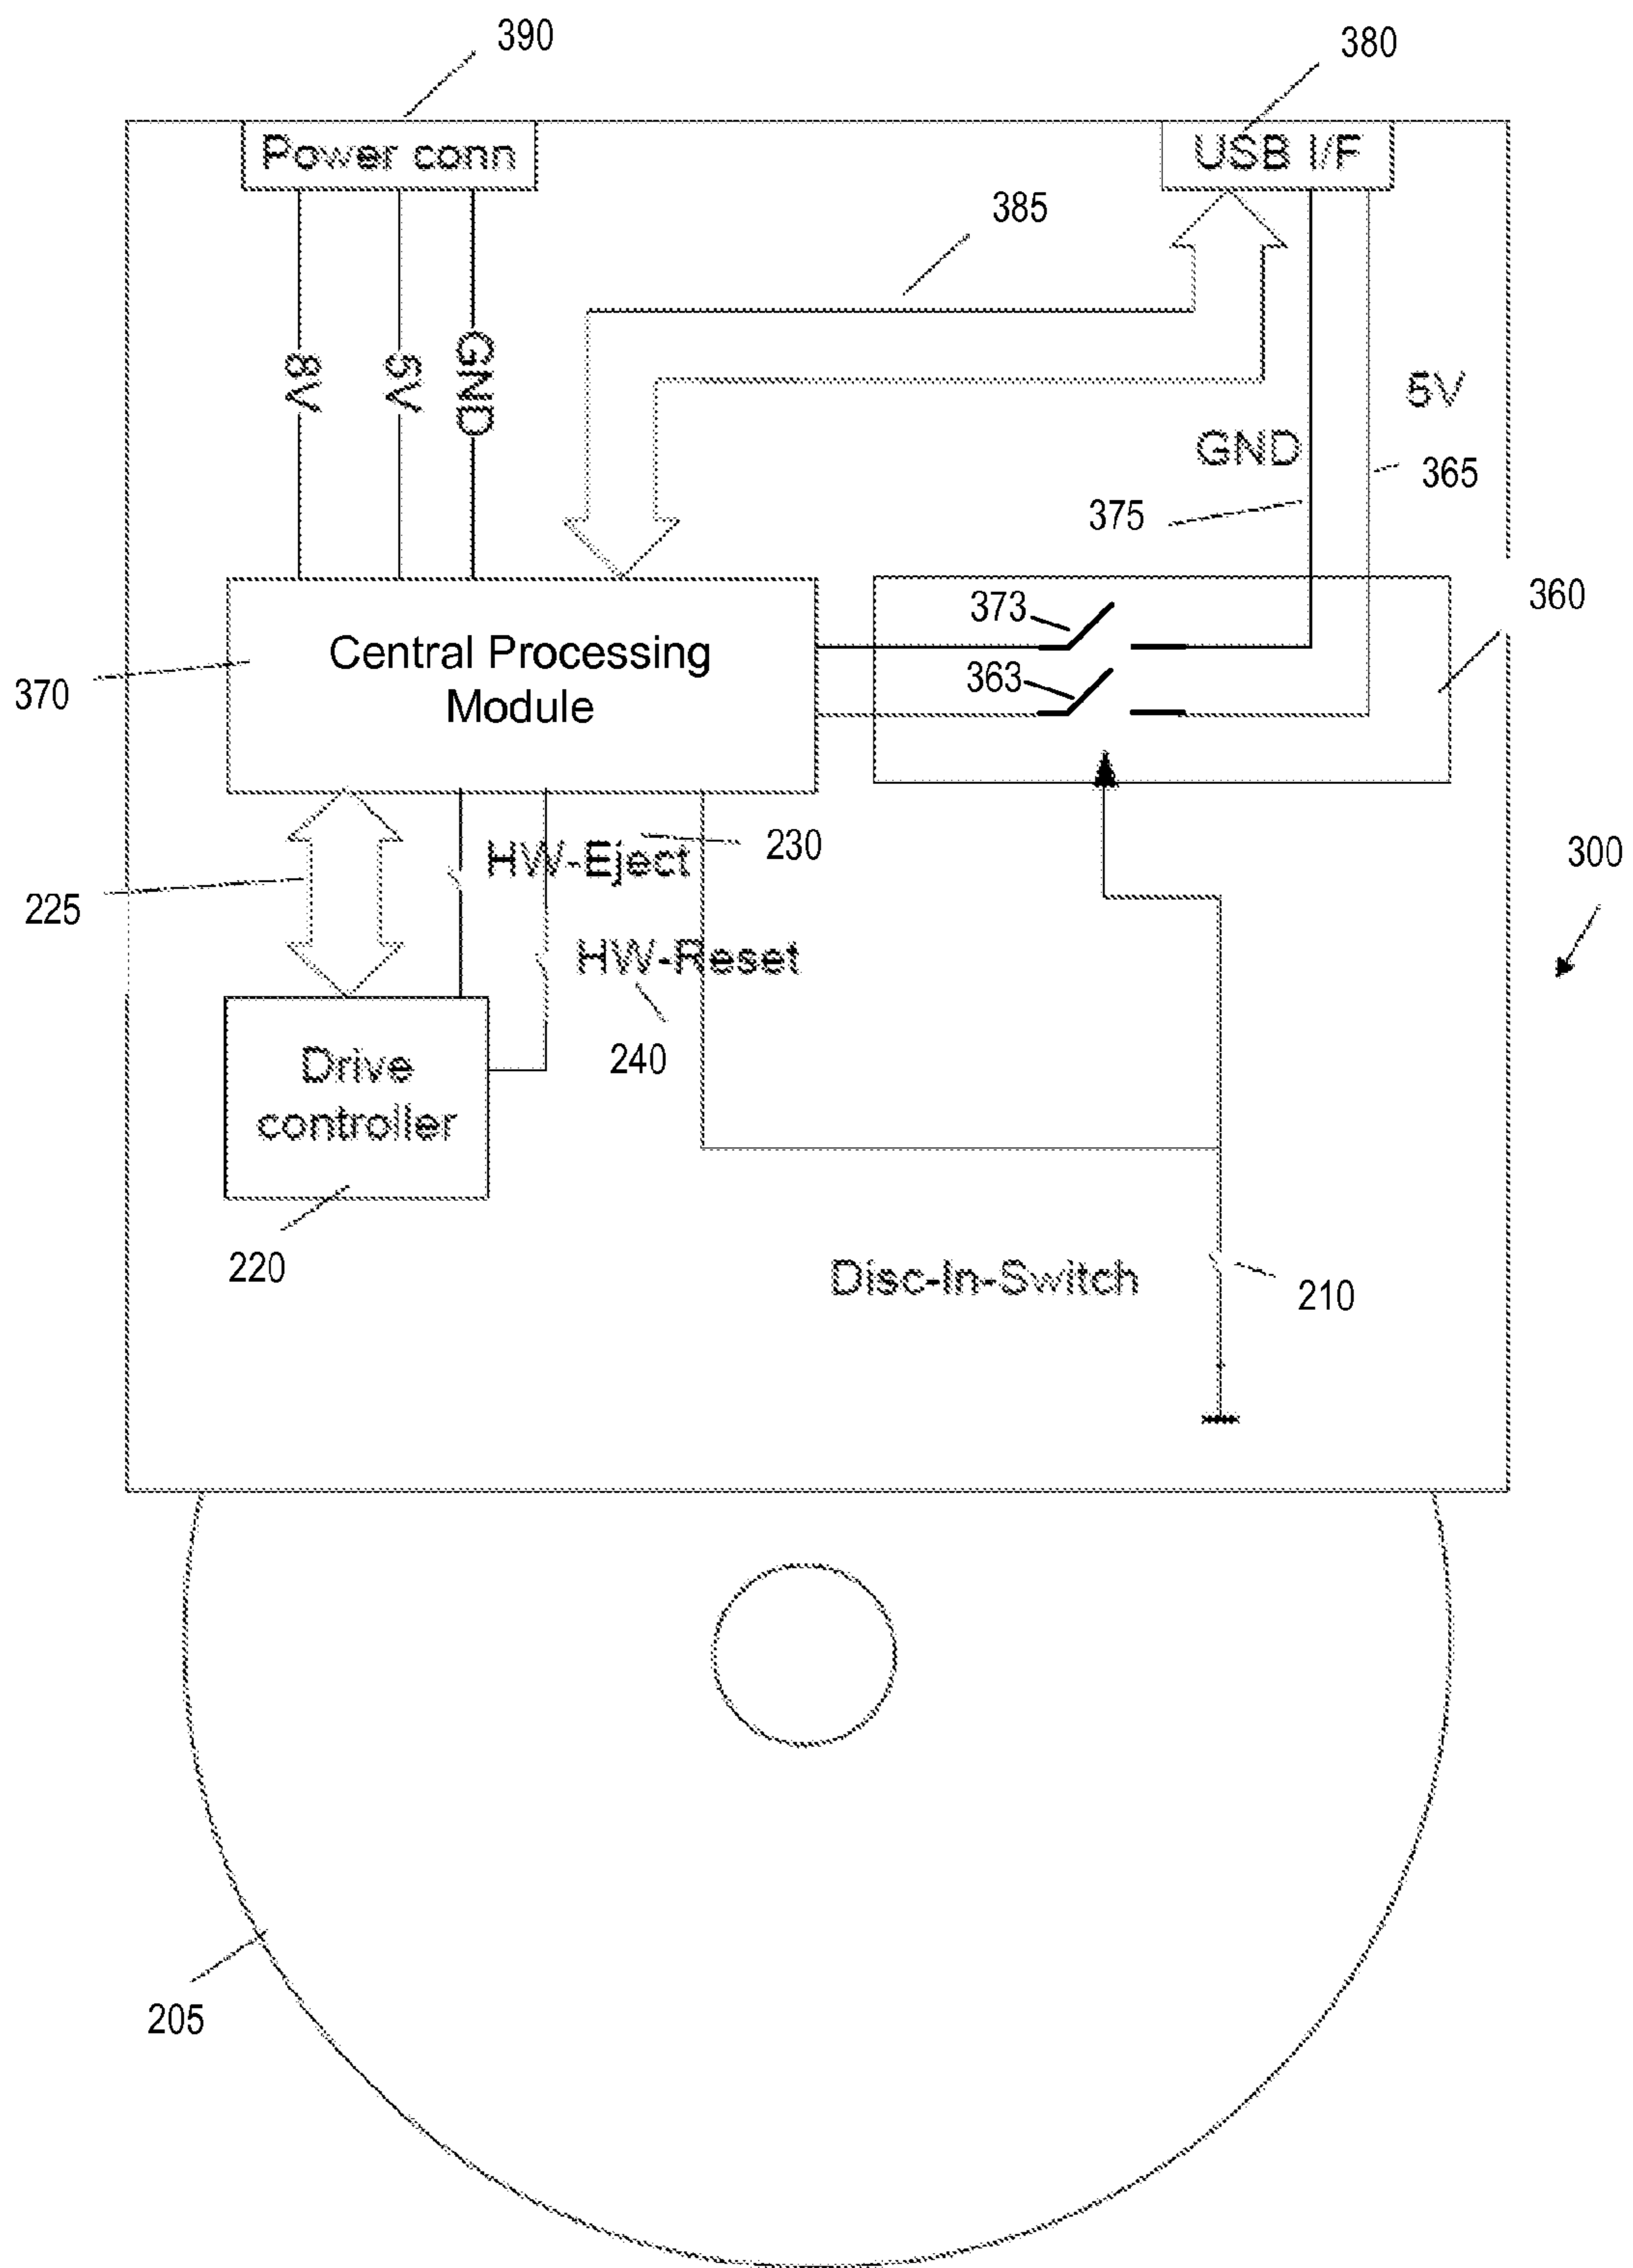 390
380
Power conn
USB I/F
385
8V
5V
GND
5V
GND
365
375
360
373
363
Central Processing
Module
370
230
HW-Eject
300
225
HW-Reset
240
Drive
controller
220
Disc-In-Switch
210
205